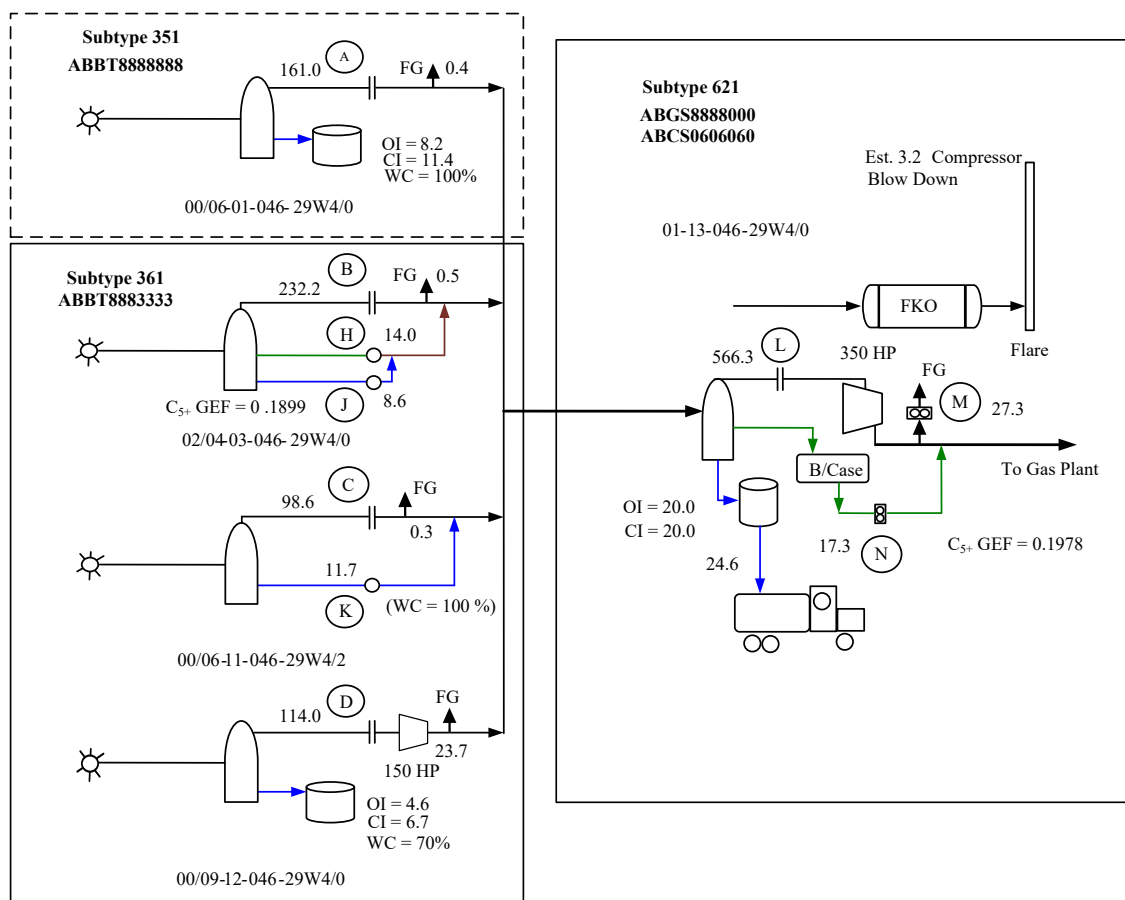 Subtype 351
ABBT8888888
A
161.0
FG
0.4
OI = 8.2
CI = 11.4
WC = 100%
00/06-01-046- 29W4/0
Subtype 361
ABBT8883333
B
232.2
FG
0.5
H
14.0
J
8.6
C5+ GEF = 0 .1899
02/04-03-046- 29W4/0
C
98.6
FG
0.3
11.7
K
(WC = 100 %)
00/06-11-046-29W4/2
D
114.0
FG
23.7
150 HP
OI = 4.6
CI = 6.7
WC = 70%
00/09-12-046-29W4/0
Subtype 621
ABGS8888000
ABCS0606060
Est. 3.2 Compressor
Blow Down
01-13-046-29W4/0
FKO
Flare
350 HP
L
566.3
FG
M
27.3
To Gas Plant
B/Case
OI = 20.0
CI = 20.0
17.3
N
C5+ GEF = 0.1978
24.6